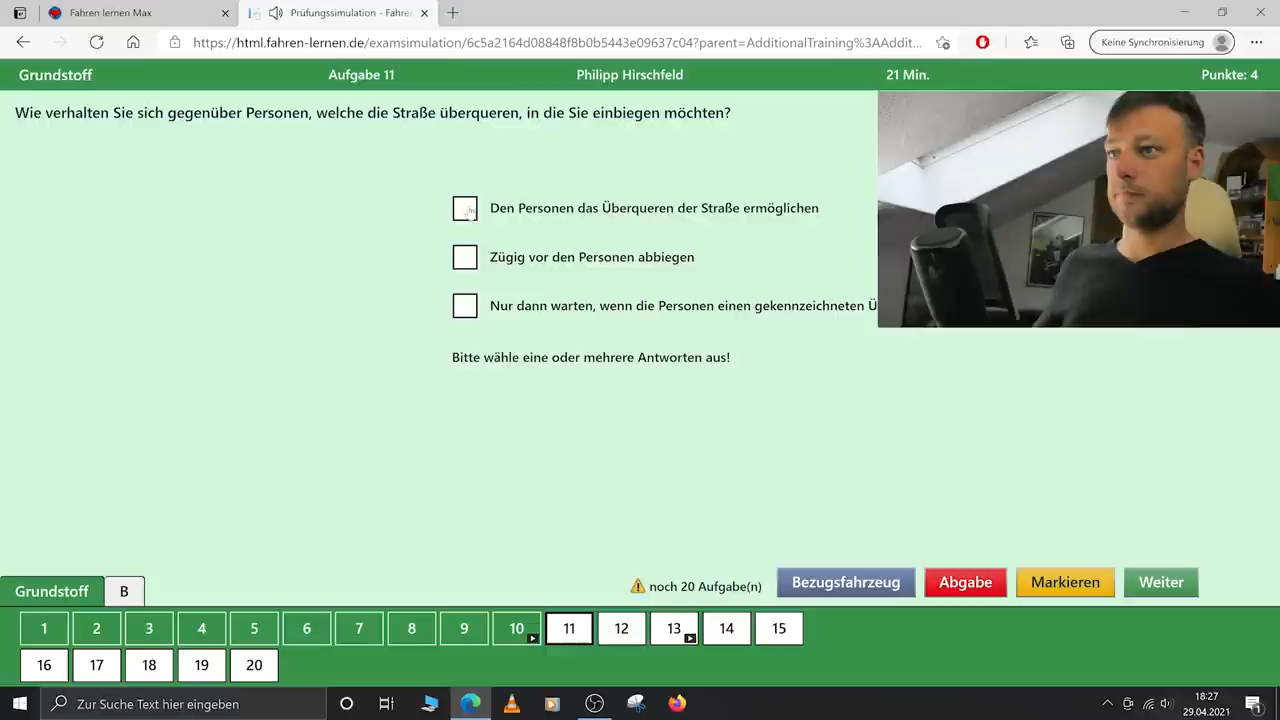 Fahren lernen Max
Prüfungssimulation - Fahre
https://html.fahren-lernen.de/examsimulation/6c5a2164d08848f8b0b5443e09637c04?parent=AdditionalTraining%3AAddit...
Keine Synchronisierung
Grundstoff Aufgabe 11 Philipp Hirschfeld 21 Min. Punkte: 4
Wie verhalten Sie sich gegenüber Personen, welche die Straße überqueren, in die Sie einbiegen möchten?
Den Personen das Überqueren der Straße ermöglichen
Zügig vor den Personen abbiegen
Nur dann warten, wenn die Personen einen gekennzeichneten Ü
Bitte wähle eine oder mehrere Antworten aus!
Grundstoff B noch 20 Aufgabe(n) Bezugsfahrzeug Abgabe Markieren Weiter
1 2 3 4 5 6 7 8 9 10 11 12 13 14 15
16 17 18 19 20
Zur Suche Text hier eingeben
18:27
29.04.2021
1